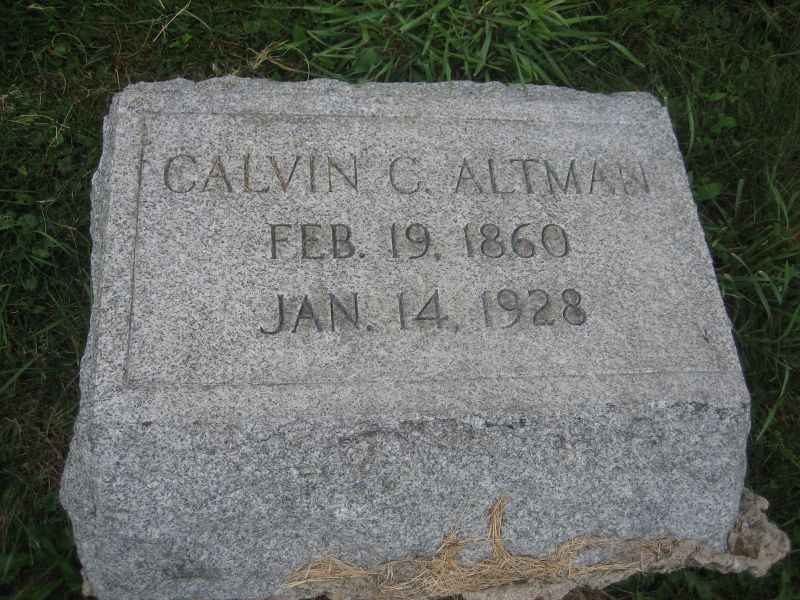 CALVIN C. ALTMAN
FEB. 19, 1860
JAN. 14, 1928